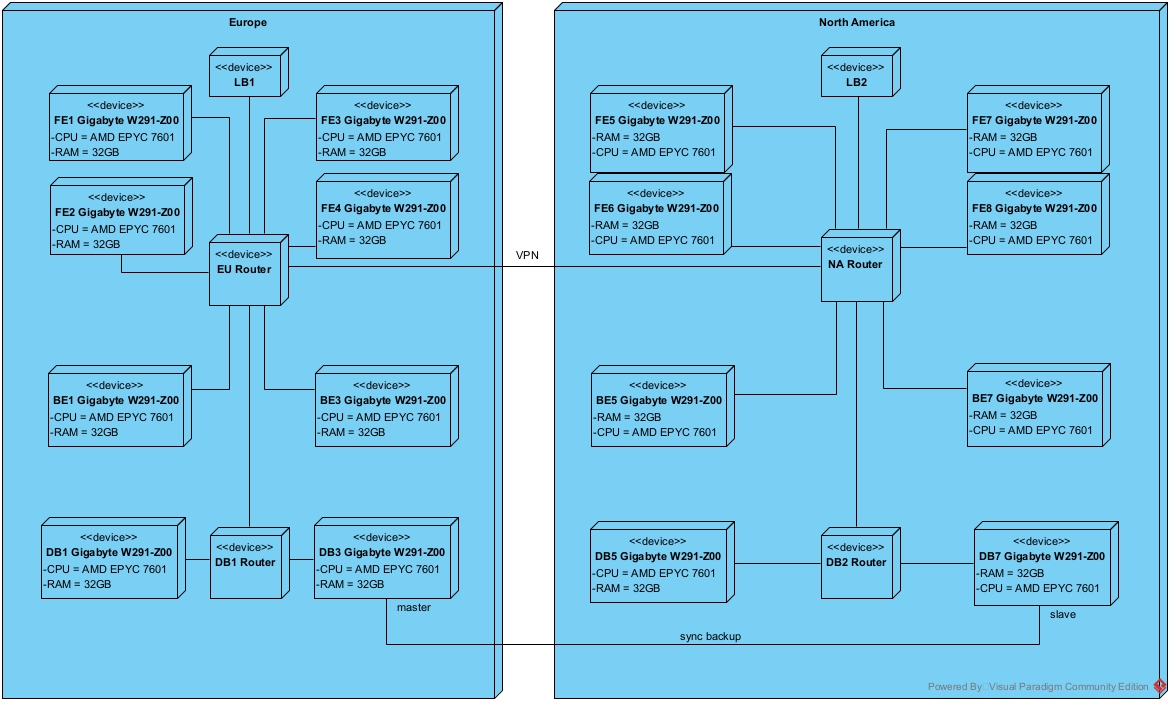 Europe
<<device>>
LB1
<<device>>
FE1 Gigabyte W291-Z00
-CPU = AMD EPYC 7601
-RAM = 32GB
<<device>>
FE3 Gigabyte W291-Z00
-CPU = AMD EPYC 7601
-RAM = 32GB
<<device>>
FE2 Gigabyte W291-Z00
-CPU = AMD EPYC 7601
-RAM = 32GB
<<device>>
FE4 Gigabyte W291-Z00
-CPU = AMD EPYC 7601
-RAM = 32GB
<<device>>
EU Router
<<device>>
BE1 Gigabyte W291-Z00
-CPU = AMD EPYC 7601
-RAM = 32GB
<<device>>
BE3 Gigabyte W291-Z00
-CPU = AMD EPYC 7601
-RAM = 32GB
<<device>>
DB1 Gigabyte W291-Z00
-CPU = AMD EPYC 7601
-RAM = 32GB
<<device>>
DB1 Router
<<device>>
DB3 Gigabyte W291-Z00
-CPU = AMD EPYC 7601
-RAM = 32GB
master
VPN
North America
<<device>>
LB2
<<device>>
FE5 Gigabyte W291-Z00
-RAM = 32GB
-CPU = AMD EPYC 7601
<<device>>
FE7 Gigabyte W291-Z00
-RAM = 32GB
-CPU = AMD EPYC 7601
<<device>>
FE6 Gigabyte W291-Z00
-RAM = 32GB
-CPU = AMD EPYC 7601
<<device>>
FE8 Gigabyte W291-Z00
-RAM = 32GB
-CPU = AMD EPYC 7601
<<device>>
NA Router
<<device>>
BE5 Gigabyte W291-Z00
-RAM = 32GB
-CPU = AMD EPYC 7601
<<device>>
BE7 Gigabyte W291-Z00
-RAM = 32GB
-CPU = AMD EPYC 7601
<<device>>
DB5 Gigabyte W291-Z00
-CPU = AMD EPYC 7601
-RAM = 32GB
<<device>>
DB2 Router
<<device>>
DB7 Gigabyte W291-Z00
-RAM = 32GB
-CPU = AMD EPYC 7601
slave
sync backup
Powered By Visual Paradigm Community Edition